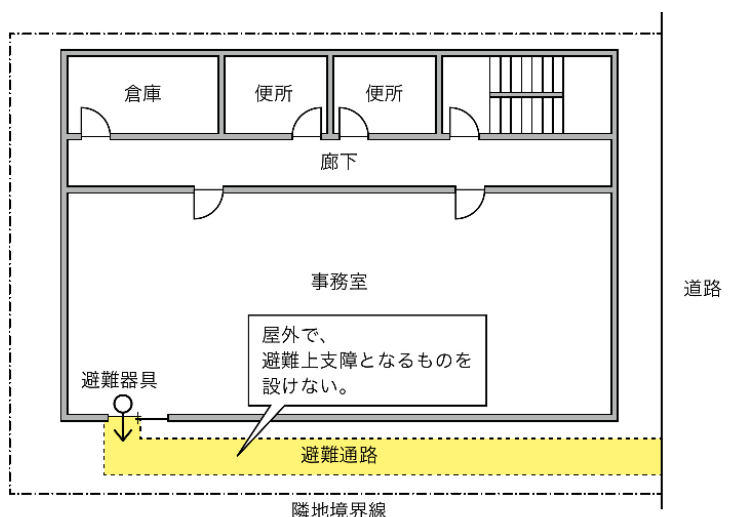 倉庫
便所
便所
廊下
事務室
道路
屋外で、
避難上支障となるものを
設けない。
避難器具
避難通路
隣地境界線